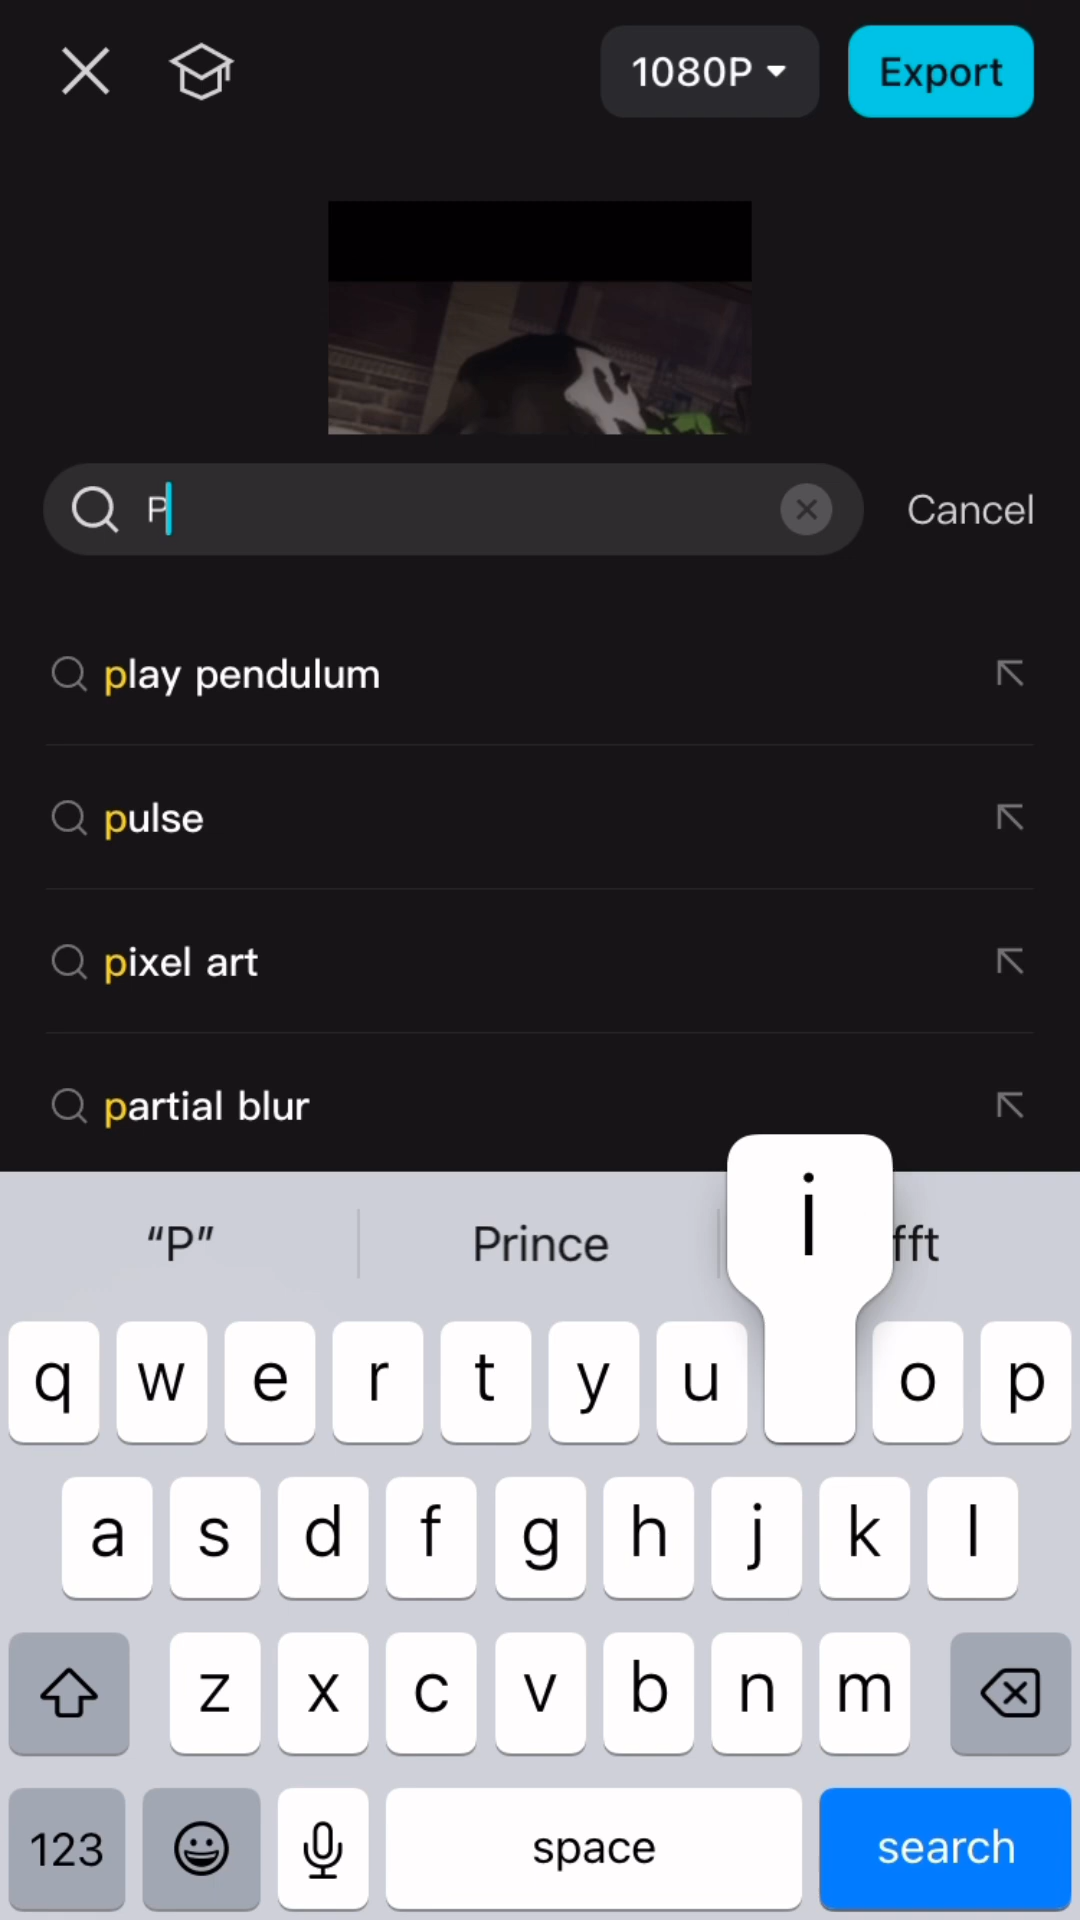 1080P Export
P Cancel
play pendulum
pulse
pixel art
partial blur
“P” Prince fft
i
q w e r t y u o p
a s d f g h j k l
z x c v b n m
123 space search